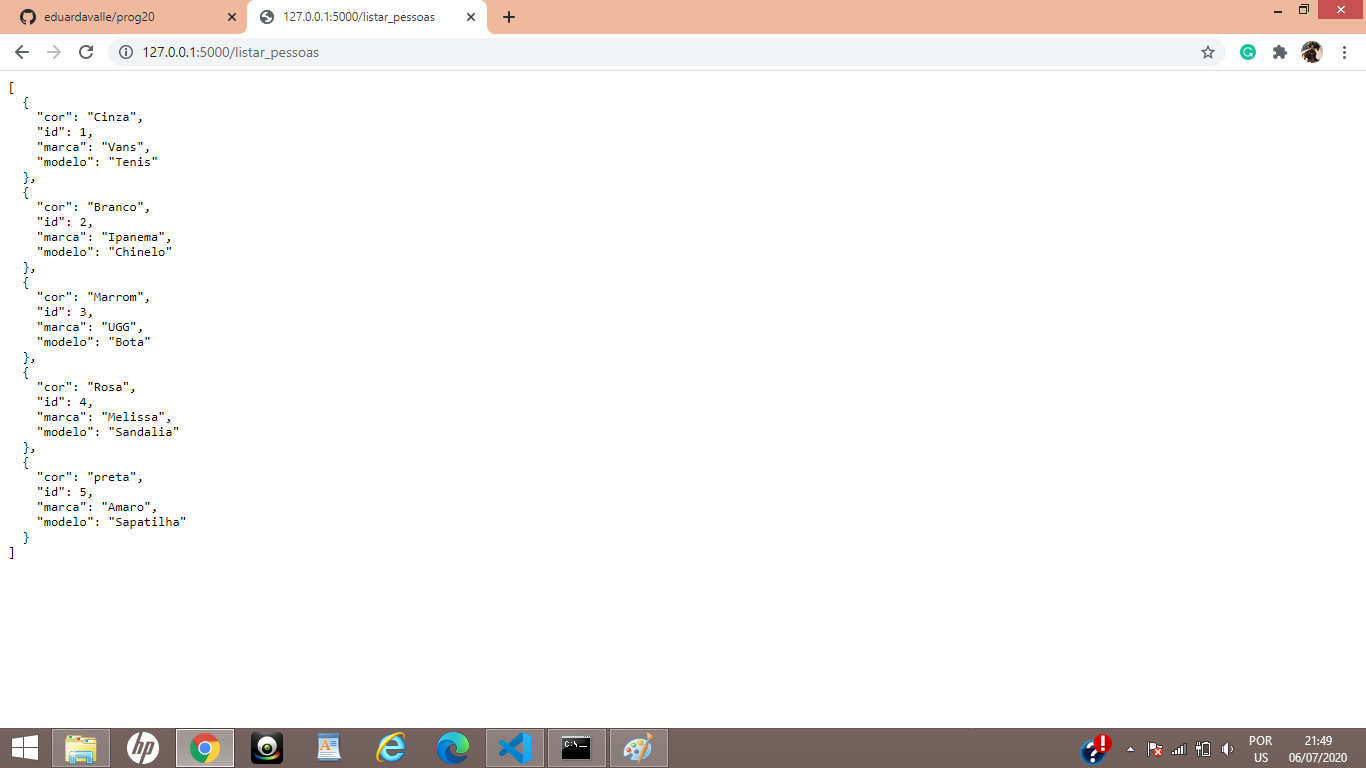 eduardavalle/prog20
127.0.0.1:5000/listar_pessoas
127.0.0.1:5000/listar_pessoas
[
  {
    "cor": "Cinza",
    "id": 1,
    "marca": "Vans",
    "modelo": "Tenis"
  },
  {
    "cor": "Branco",
    "id": 2,
    "marca": "Ipanema",
    "modelo": "Chinelo"
  },
  {
    "cor": "Marrom",
    "id": 3,
    "marca": "UGG",
    "modelo": "Bota"
  },
  {
    "cor": "Rosa",
    "id": 4,
    "marca": "Melissa",
    "modelo": "Sandalia"
  },
  {
    "cor": "preta",
    "id": 5,
    "marca": "Amaro",
    "modelo": "Sapatilha"
  }
]
hp
C:\_
POR
US
21:49
06/07/2020